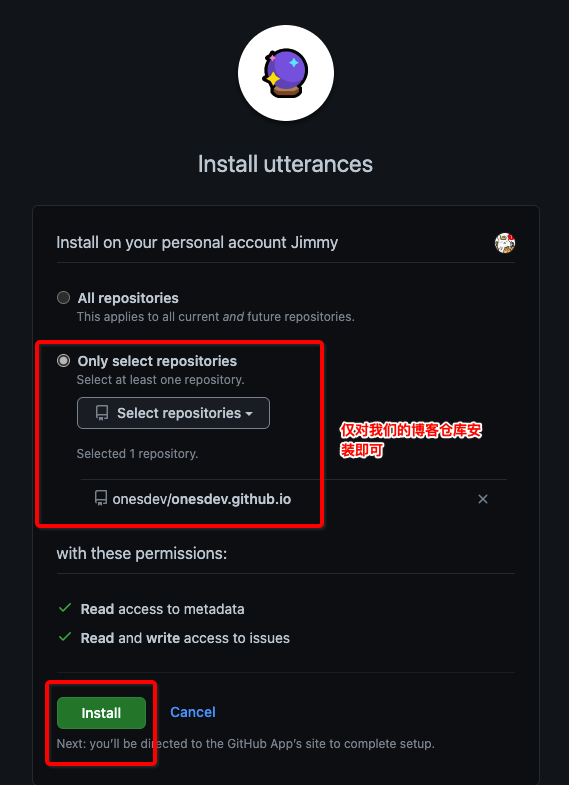 Install utterances
Install on your personal account Jimmy
All repositories
This applies to all current and future repositories.
Only select repositories
Select at least one repository.
Select repositories
仅对我们的博客仓库安
装即可
Selected 1 repository.
onesdev/onesdev.github.io
with these permissions:
Read access to metadata
Read and write access to issues
Install Cancel
Next: you'll be directed to the GitHub App's site to complete setup.